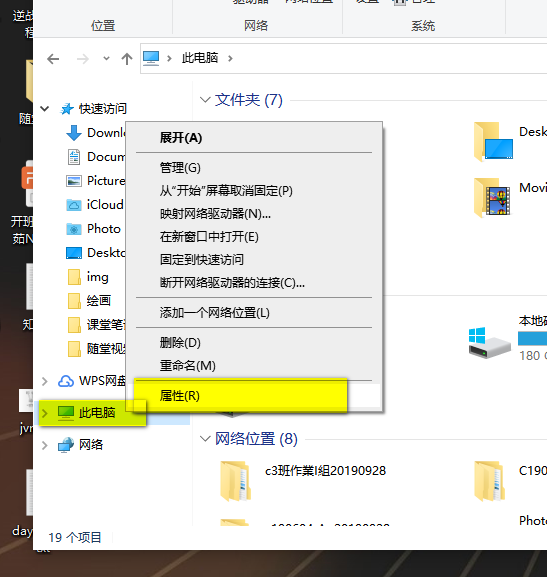 逆战
位置
网络
系统
此电脑
快速访问
文件夹 (7)
Downlo
Docum
Picture
iCloud
Photo
Deskto
img
绘画
课堂笔
随堂视频
WPS网盘
此电脑
网络
展开(A)
管理(G)
从“开始”屏幕取消固定(P)
映射网络驱动器(N)...
在新窗口中打开(E)
固定到快速访问
断开网络驱动器的连接(C)...
添加一个网络位置(L)
删除(D)
重命名(M)
属性(R)
Desk
Movi
本地磁
180
网络位置 (8)
c3班作業I组20190928
C190
Photo
19 个项目
随堂
开班
茹N
知
jvr
day
txt